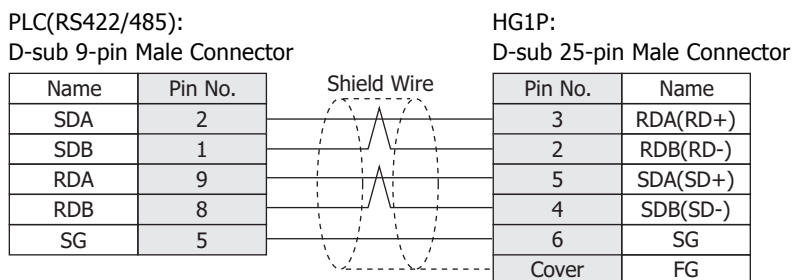 PLC(RS422/485): HG1P:
D-sub 9-pin Male Connector D-sub 25-pin Male Connector
Name Pin No. Shield Wire Pin No. Name
SDA 2 3 RDA(RD+)
SDB 1 2 RDB(RD-)
RDA 9 5 SDA(SD+)
RDB 8 4 SDB(SD-)
SG 5 6 SG
Cover FG